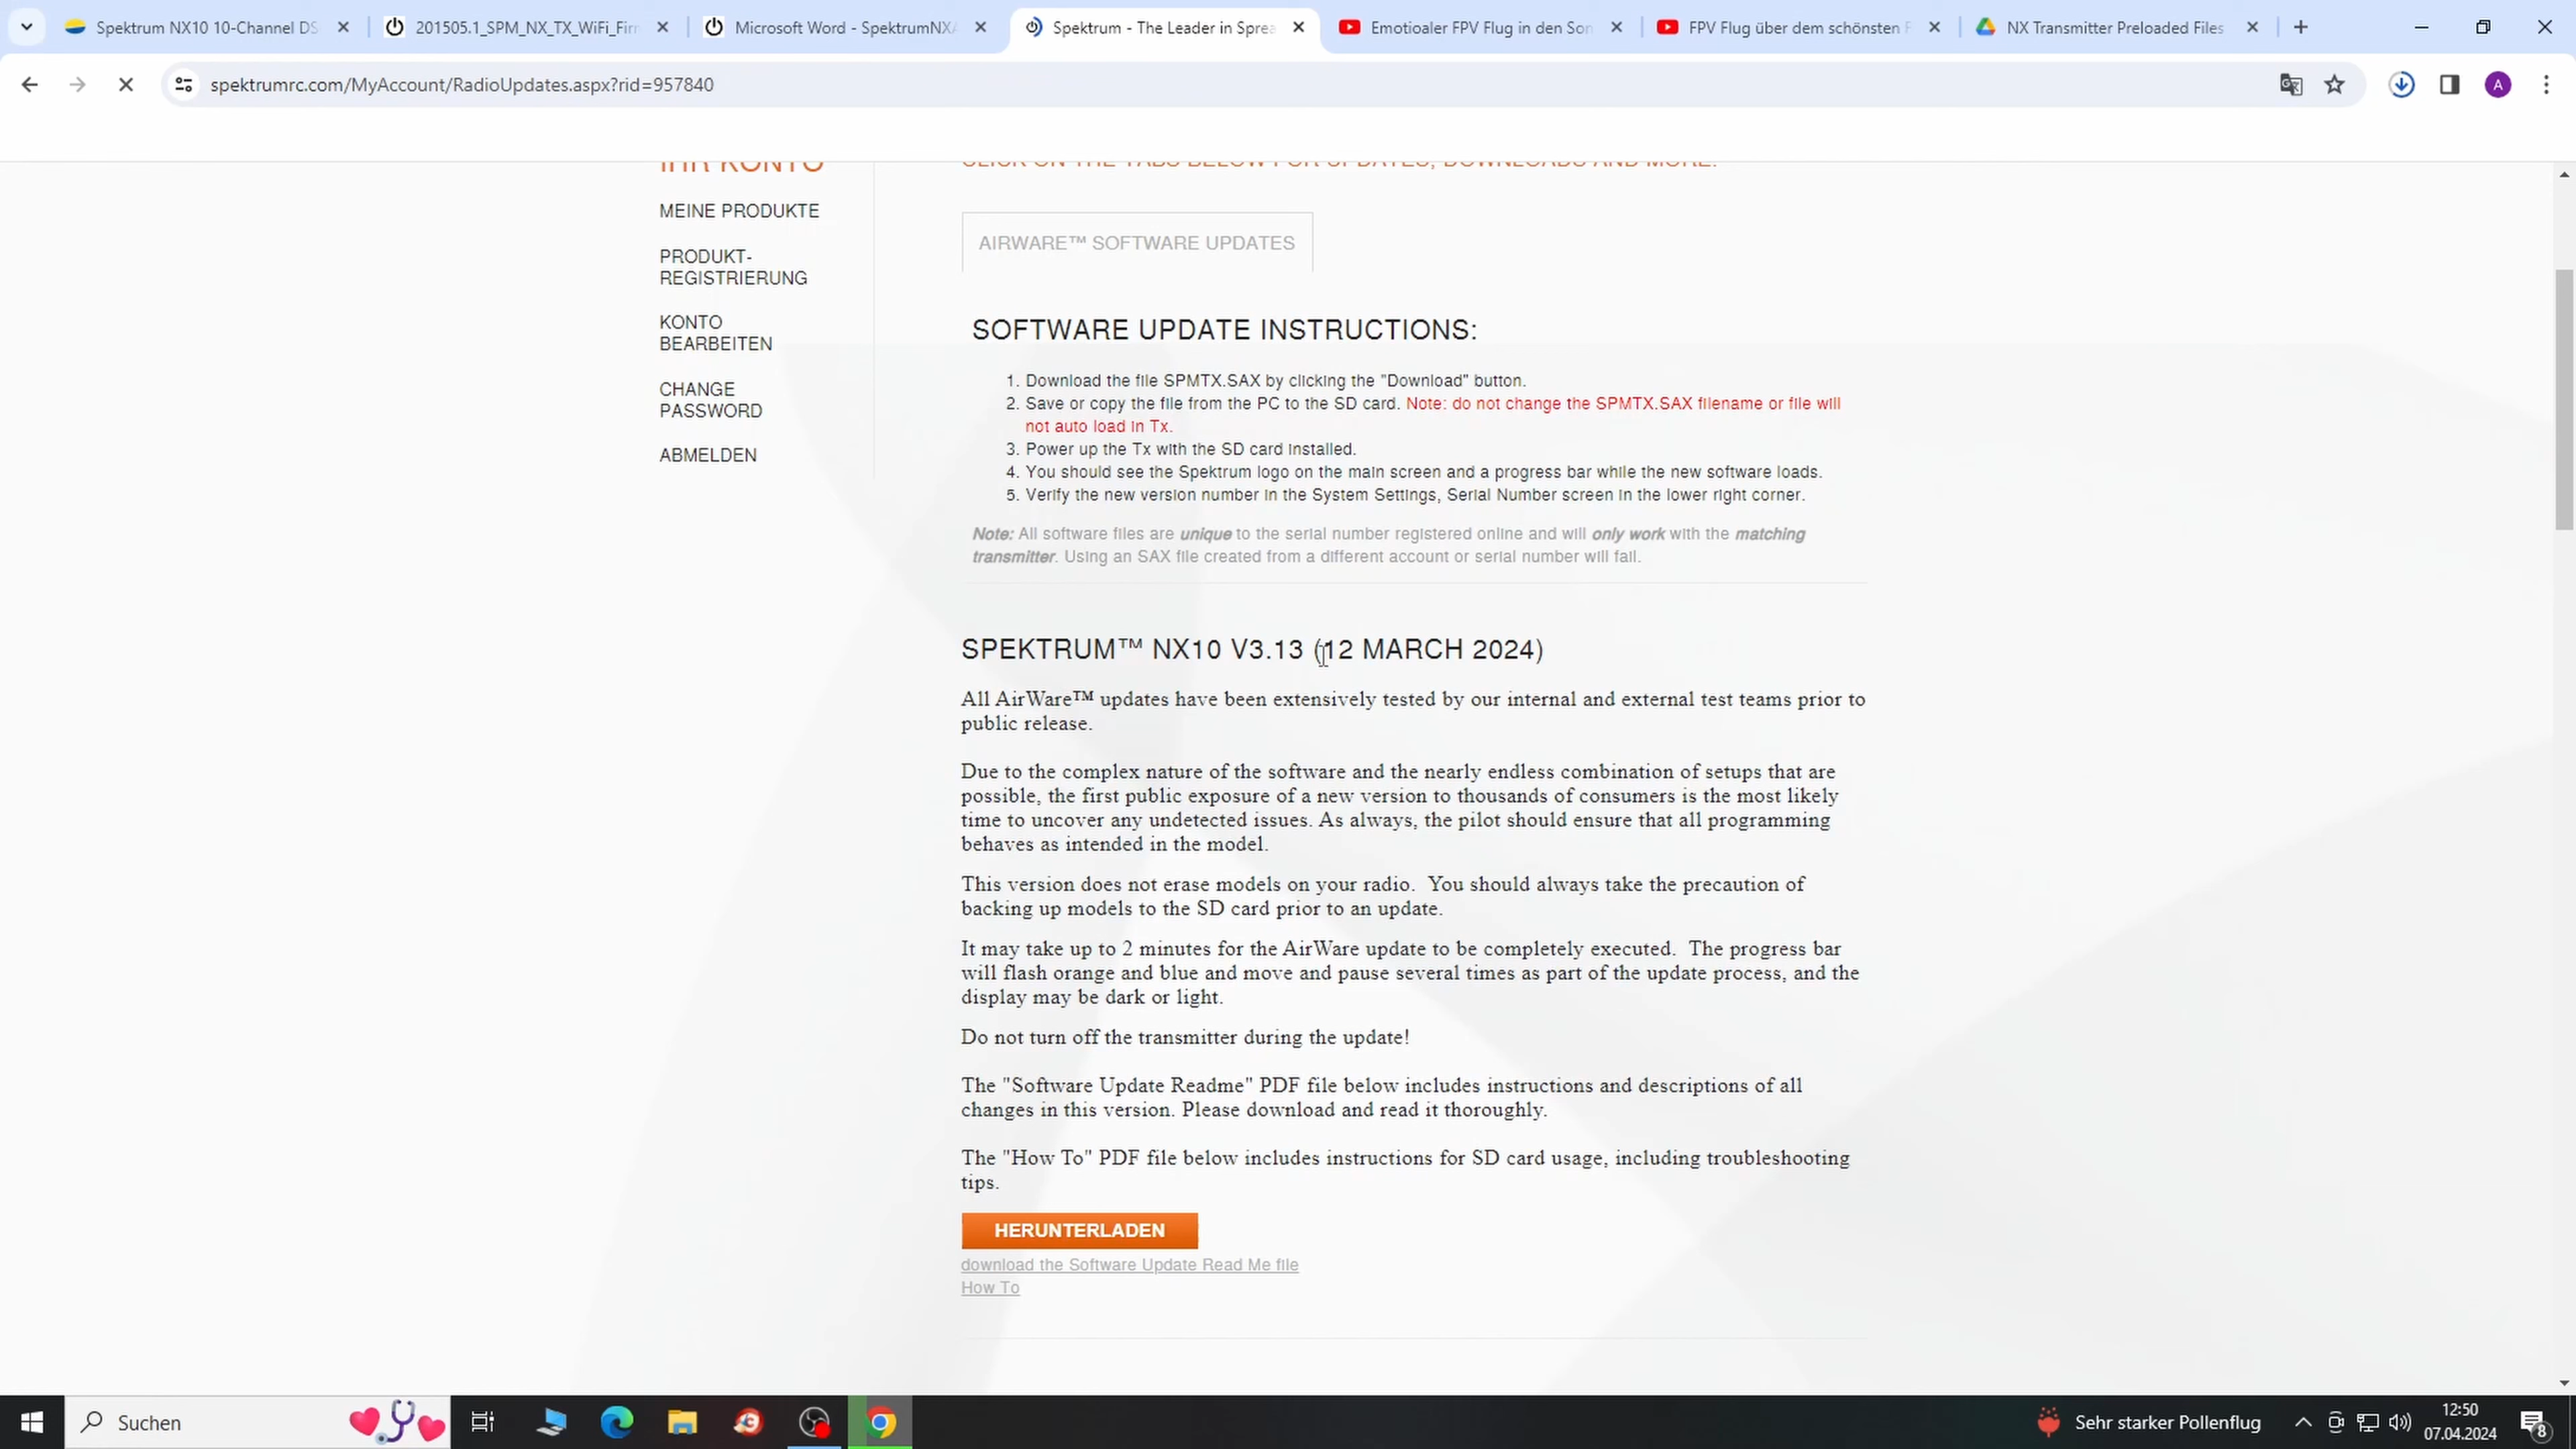 Spektrum NX10 10-Channel DS
201505.1_SPM_NX_TX_WiFi_Firm
Microsoft Word - SpektrumNXA
Spektrum - The Leader in Sprea
Emotioaler FPV Flug in den Son
FPV Flug über dem schönsten F
NX Transmitter Preloaded Files
spektrumrc.com/MyAccount/RadioUpdates.aspx?rid=957840
A
IHR KONTO
CLICK ON THE TABS BELOW FOR UPDATES, DOWNLOADS AND MORE.
MEINE PRODUKTE
PRODUKT-
REGISTRIERUNG
KONTO
BEARBEITEN
CHANGE
PASSWORD
ABMELDEN
AIRWARE™ SOFTWARE UPDATES
SOFTWARE UPDATE INSTRUCTIONS:
1. Download the file SPMTX.SAX by clicking the "Download" button.
2. Save or copy the file from the PC to the SD card. Note: do not change the SPMTX.SAX filename or file will
not auto load in Tx.
3. Power up the Tx with the SD card installed.
4. You should see the Spektrum logo on the main screen and a progress bar while the new software loads.
5. Verify the new version number in the System Settings, Serial Number screen in the lower right corner.
Note: All software files are unique to the serial number registered online and will only work with the matching
transmitter. Using an SAX file created from a different account or serial number will fail.
SPEKTRUM™ NX10 V3.13 (12 MARCH 2024)
All AirWare™ updates have been extensively tested by our internal and external test teams prior to
public release.
Due to the complex nature of the software and the nearly endless combination of setups that are
possible, the first public exposure of a new version to thousands of consumers is the most likely
time to uncover any undetected issues. As always, the pilot should ensure that all programming
behaves as intended in the model.
This version does not erase models on your radio. You should always take the precaution of
backing up models to the SD card prior to an update.
It may take up to 2 minutes for the AirWare update to be completely executed. The progress bar
will flash orange and blue and move and pause several times as part of the update process, and the
display may be dark or light.
Do not turn off the transmitter during the update!
The "Software Update Readme" PDF file below includes instructions and descriptions of all
changes in this version. Please download and read it thoroughly.
The "How To" PDF file below includes instructions for SD card usage, including troubleshooting
tips.
HERUNTERLADEN
download the Software Update Read Me file
How To
Suchen
Sehr starker Pollenflug
12:50
07.04.2024
8